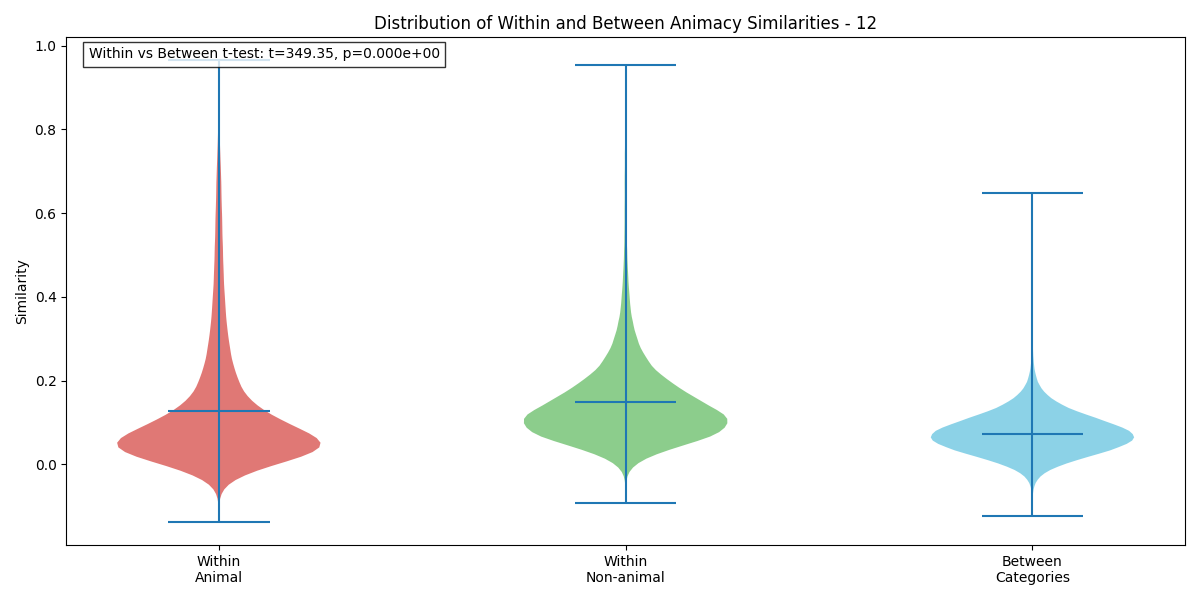 Distribution of Within and Between Animacy Similarities - 12
Within vs Between t-test: t=349.35, p=0.000e+00
1.0
0.8
0.6
0.4
0.2
0.0
Similarity
Within
Animal
Within
Non-animal
Between
Categories